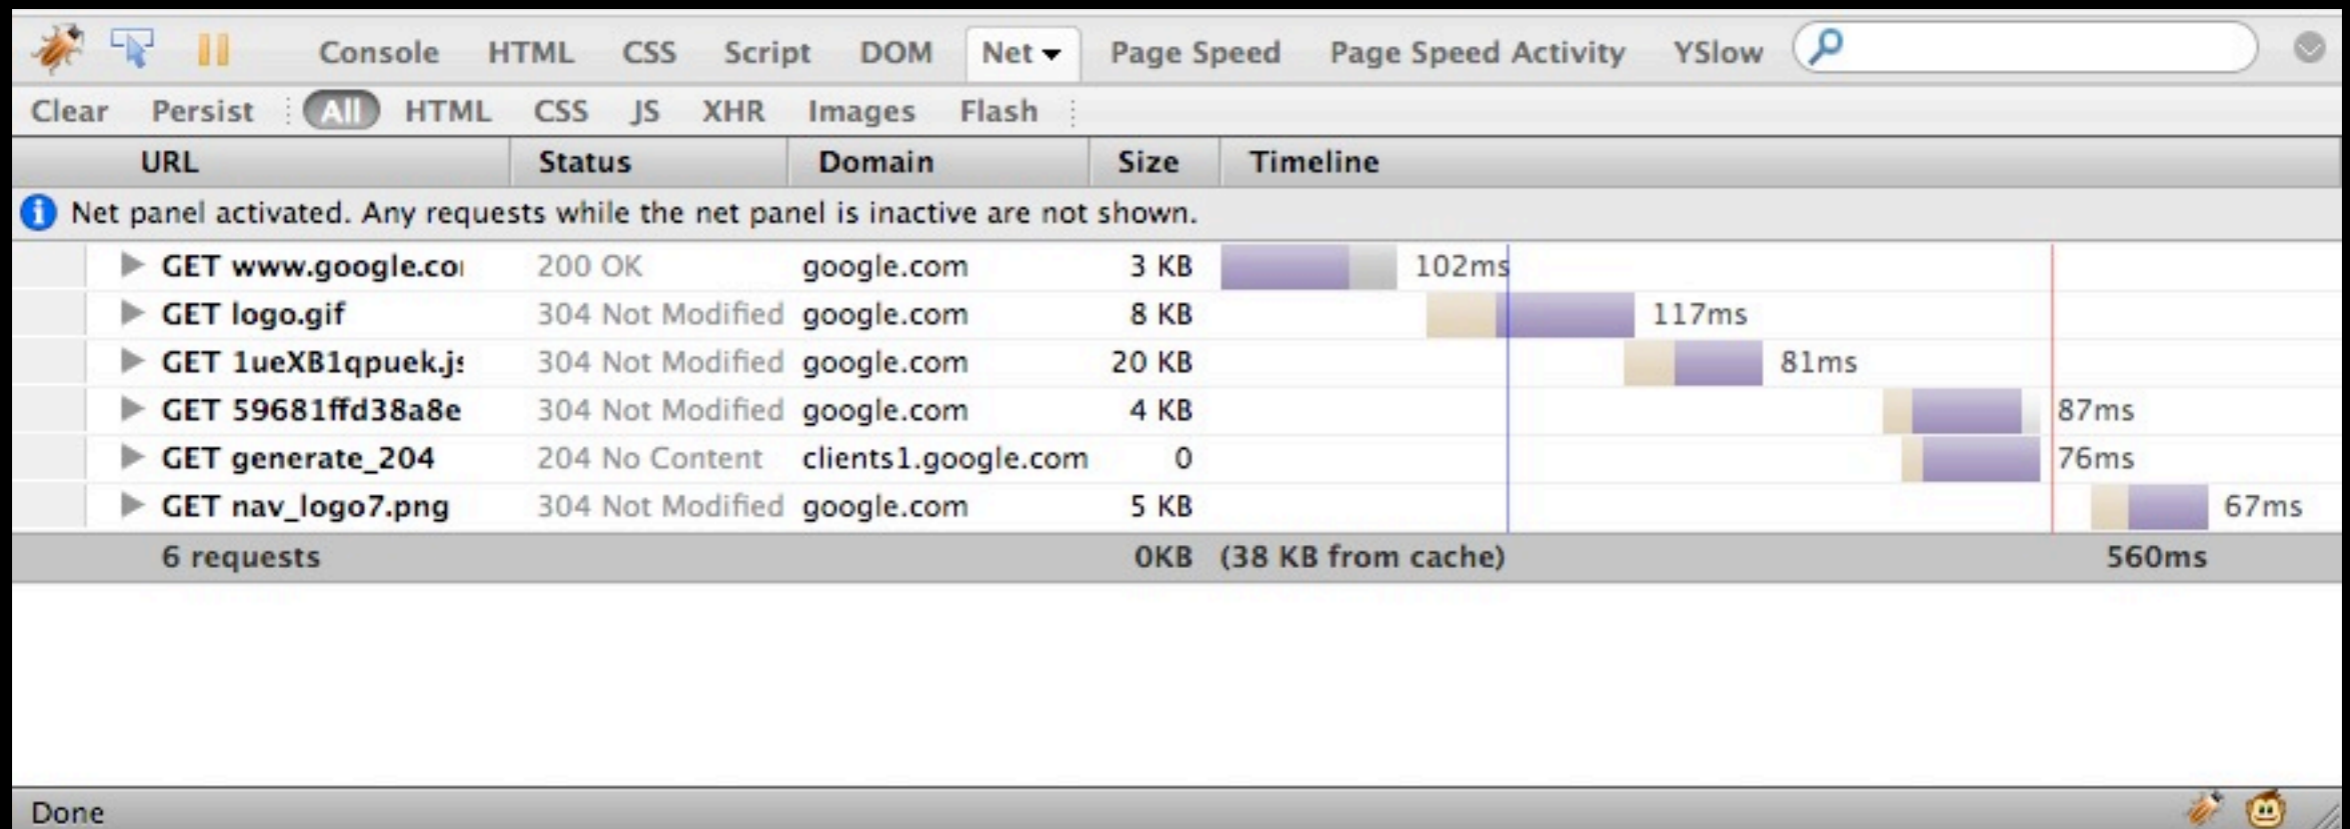 Console HTML CSS Script DOM Net Page Speed Page Speed Activity YSlow
Clear Persist All HTML CSS JS XHR Images Flash
URL Status Domain Size Timeline
Net panel activated. Any requests while the net panel is inactive are not shown.
GET www.google.co 200 OK google.com 3 KB 102ms
GET logo.gif 304 Not Modified google.com 8 KB 117ms
GET 1ueXB1qpuek.js 304 Not Modified google.com 20 KB 81ms
GET 59681ffd38a8e 304 Not Modified google.com 4 KB 87ms
GET generate_204 204 No Content clients1.google.com 0 76ms
GET nav_logo7.png 304 Not Modified google.com 5 KB 67ms
6 requests 0KB (38 KB from cache) 560ms
Done